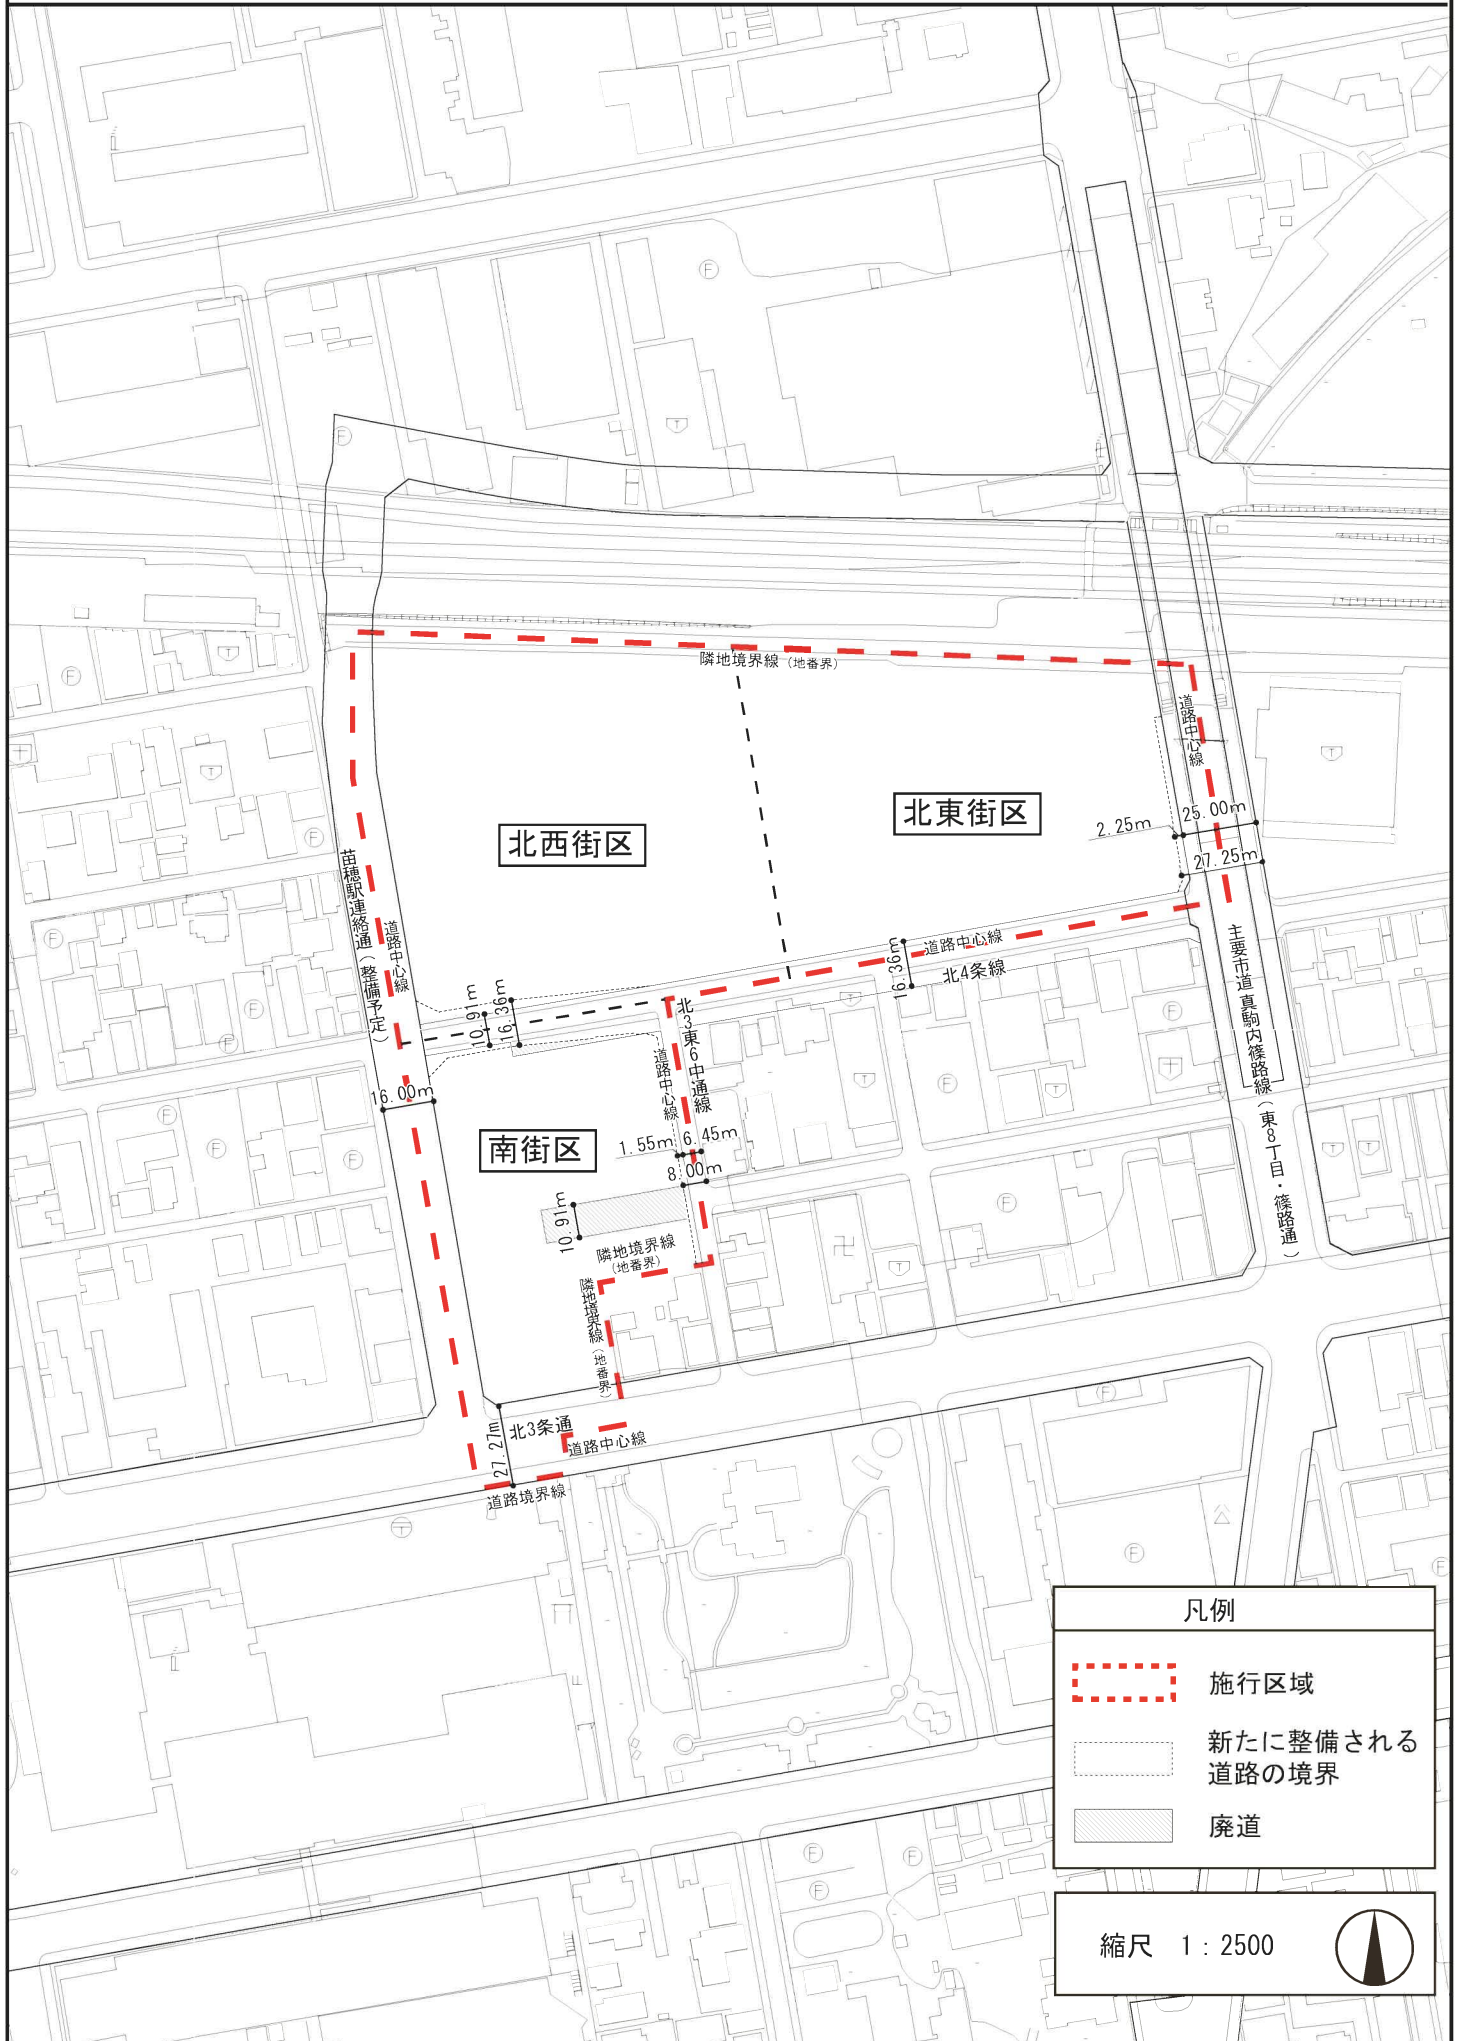 隣地境界線（地番界）
道路中心線
北東街区
25.00m
2.25m
北西街区
27.25m
苗穂駅連絡通（整備予定）
道路中心線
主要市道 真駒内篠路線（東8丁目・篠路通）
16.36m
道路中心線
北4条線
10.91m
16.36m
北3東6中通線
道路中心線
16.00m
南街区
1.55m
6.45m
8.00m
10.91m
隣地境界線
（地番界）
隣地境界線（地番界）
27.27m
北3条通
道路中心線
道路境界線
凡例
施行区域
新たに整備される
道路の境界
廃道
縮尺　1：2500